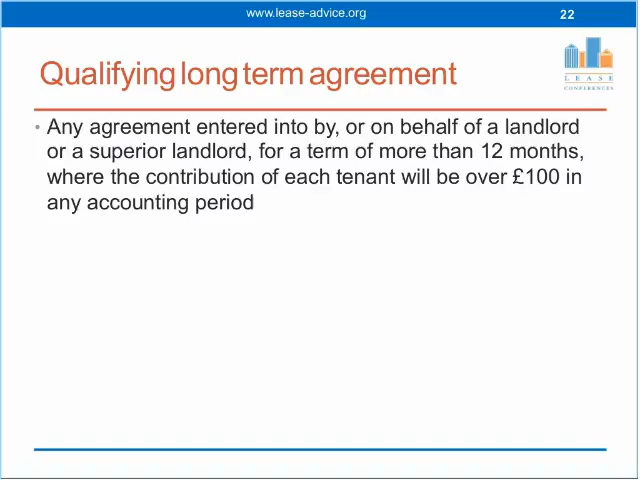 www.lease-advice.org
22
LEASE
CONFERENCES
Qualifying long term agreement
• Any agreement entered into by, or on behalf of a landlord
or a superior landlord, for a term of more than 12 months,
where the contribution of each tenant will be over £100 in
any accounting period